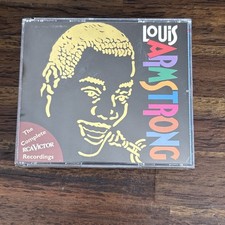 LOUIS
ARMSTRONG
The
Complete
RCA VICTOR
Recordings